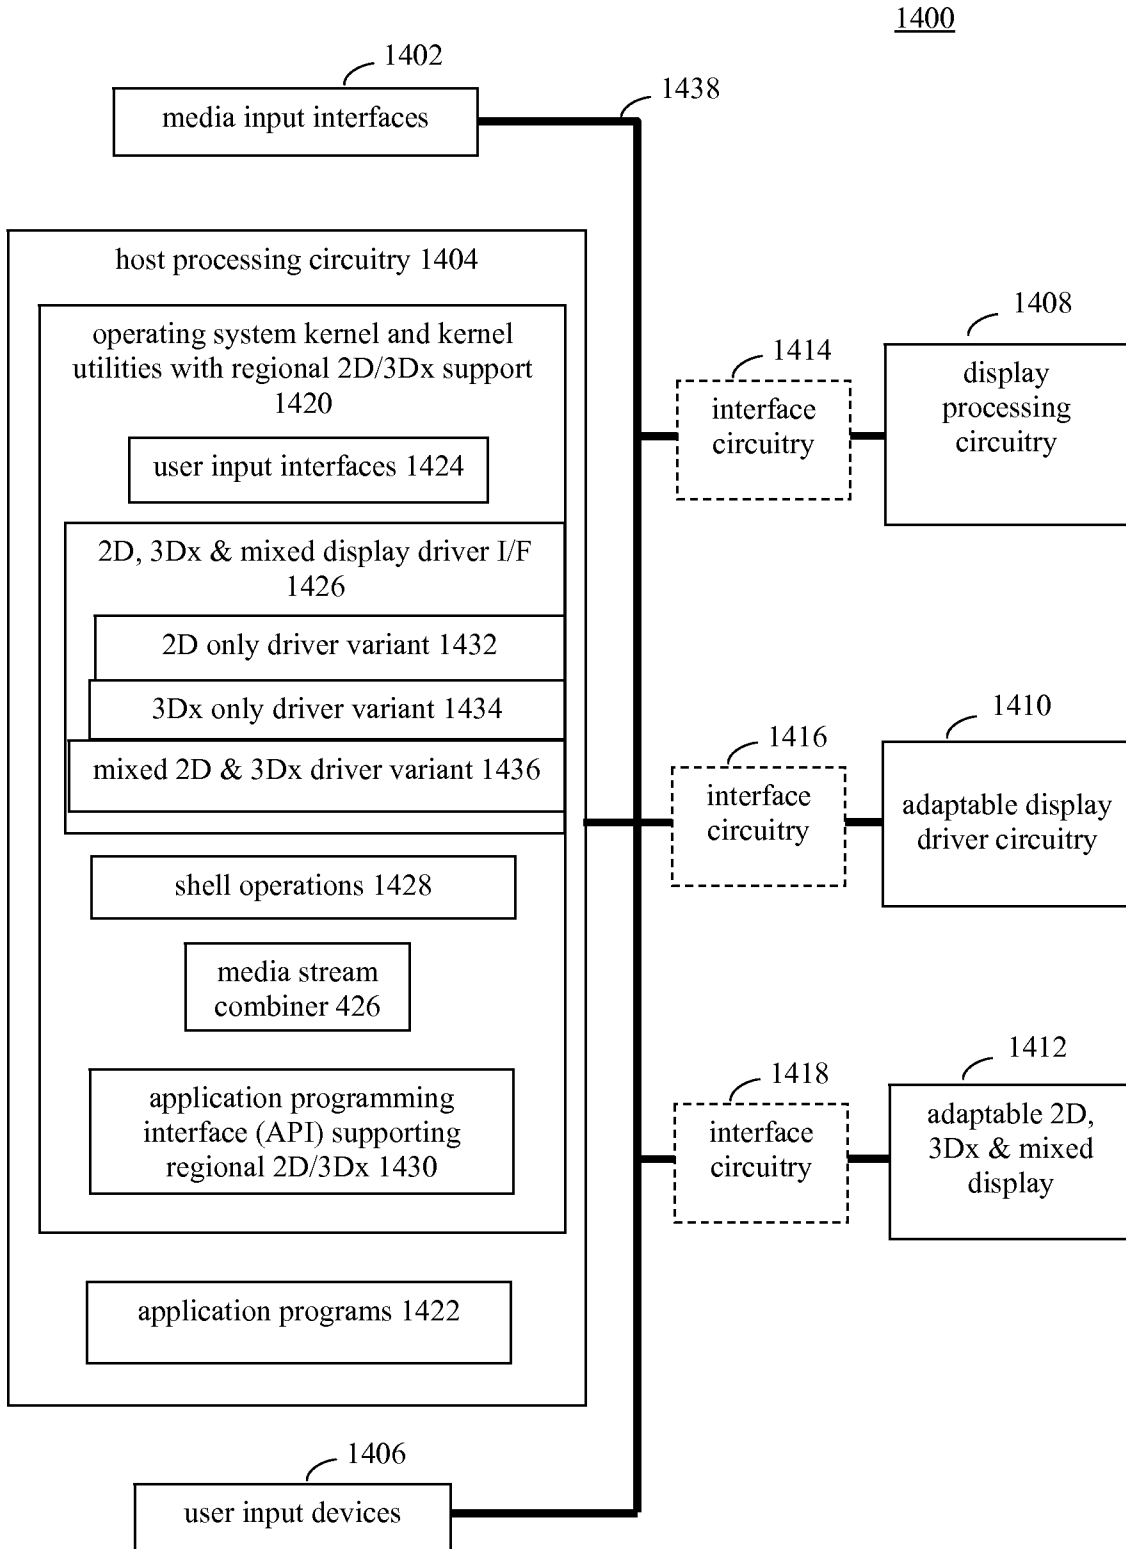 1400
1402
media input interfaces
1438
host processing circuitry 1404
operating system kernel and kernel
utilities with regional 2D/3Dx support
1420
user input interfaces 1424
2D, 3Dx & mixed display driver I/F
1426
2D only driver variant 1432
3Dx only driver variant 1434
mixed 2D & 3Dx driver variant 1436
shell operations 1428
media stream
combiner 426
application programming
interface (API) supporting
regional 2D/3Dx 1430
application programs 1422
1406
user input devices
1414
interface
circuitry
1408
display
processing
circuitry
1416
interface
circuitry
1410
adaptable display
driver circuitry
1418
interface
circuitry
1412
adaptable 2D,
3Dx & mixed
display